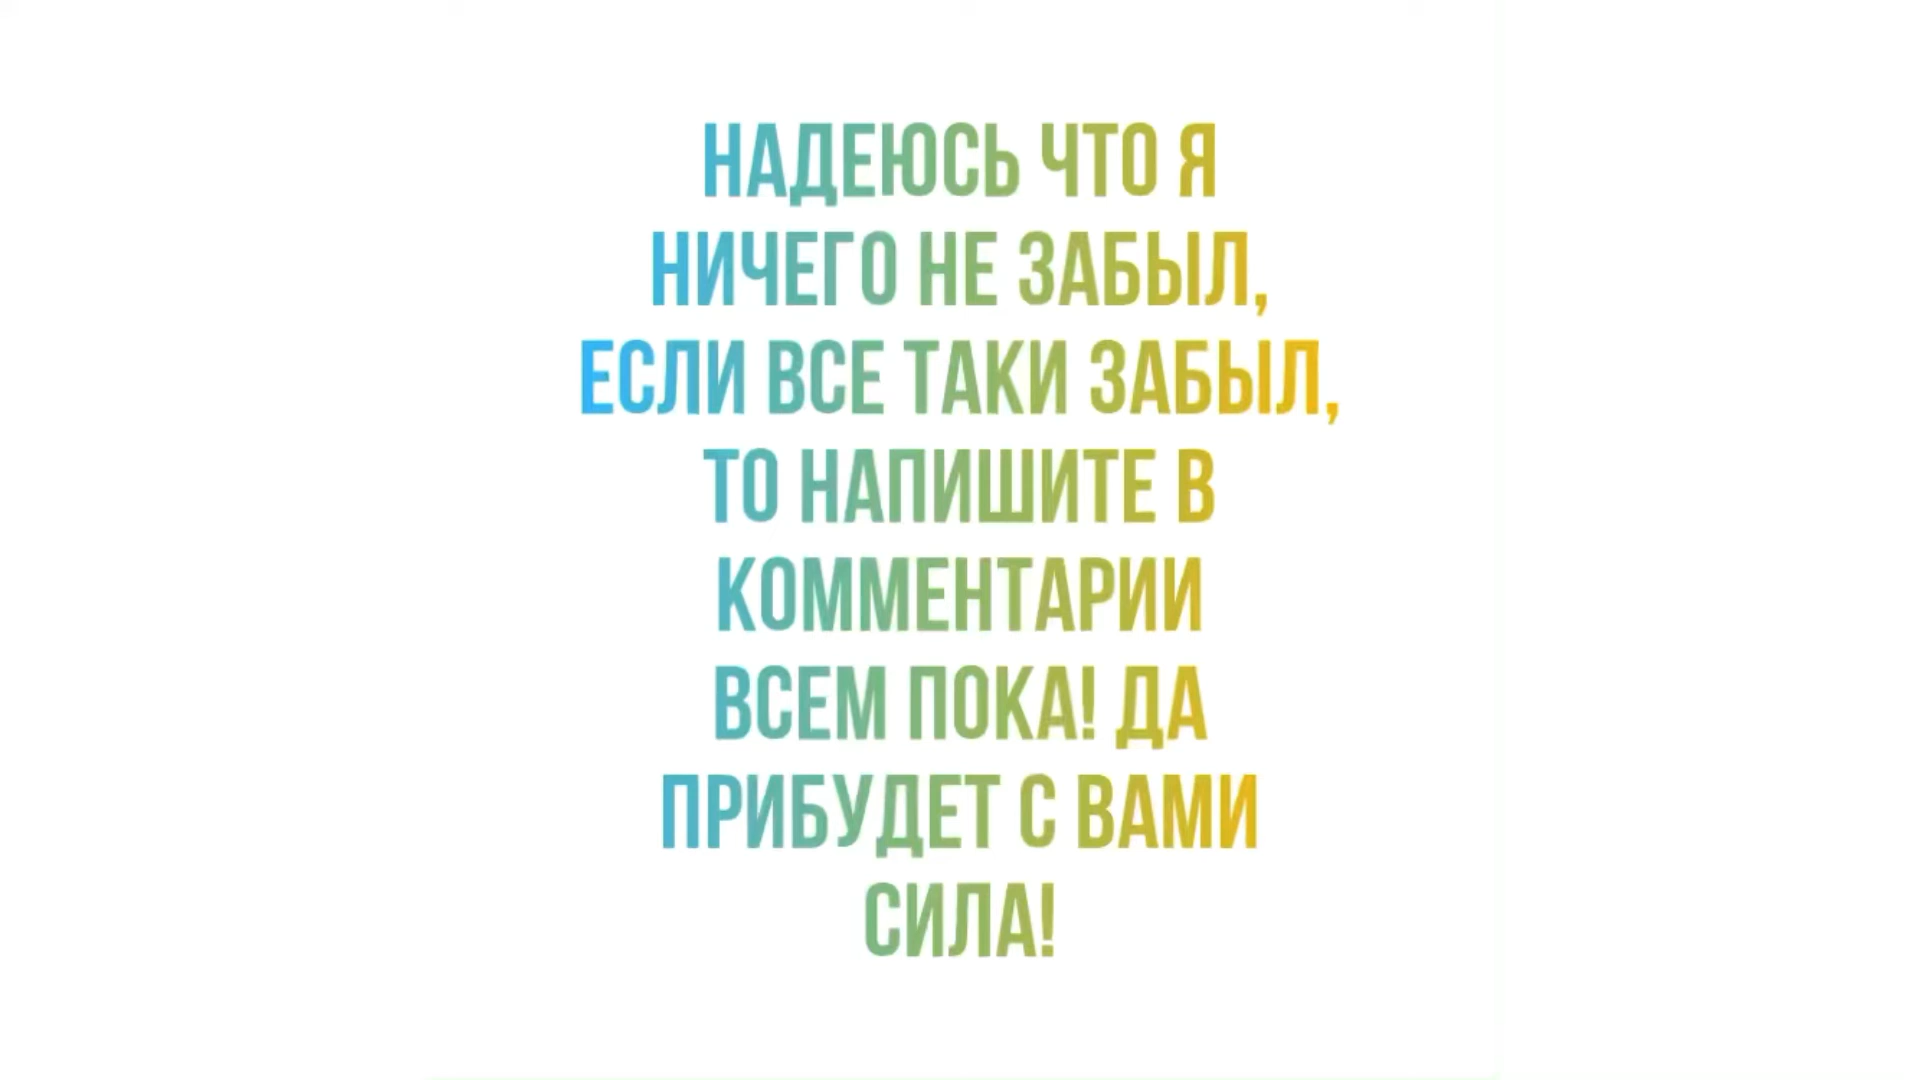 НАДЕЮСЬ ЧТО Я
НИЧЕГО НЕ ЗАБЫЛ,
ЕСЛИ ВСЕ ТАКИ ЗАБЫЛ,
ТО НАПИШИТЕ В
КОММЕНТАРИИ
ВСЕМ ПОКА! ДА
ПРИБУДЕТ С ВАМИ
СИЛА!